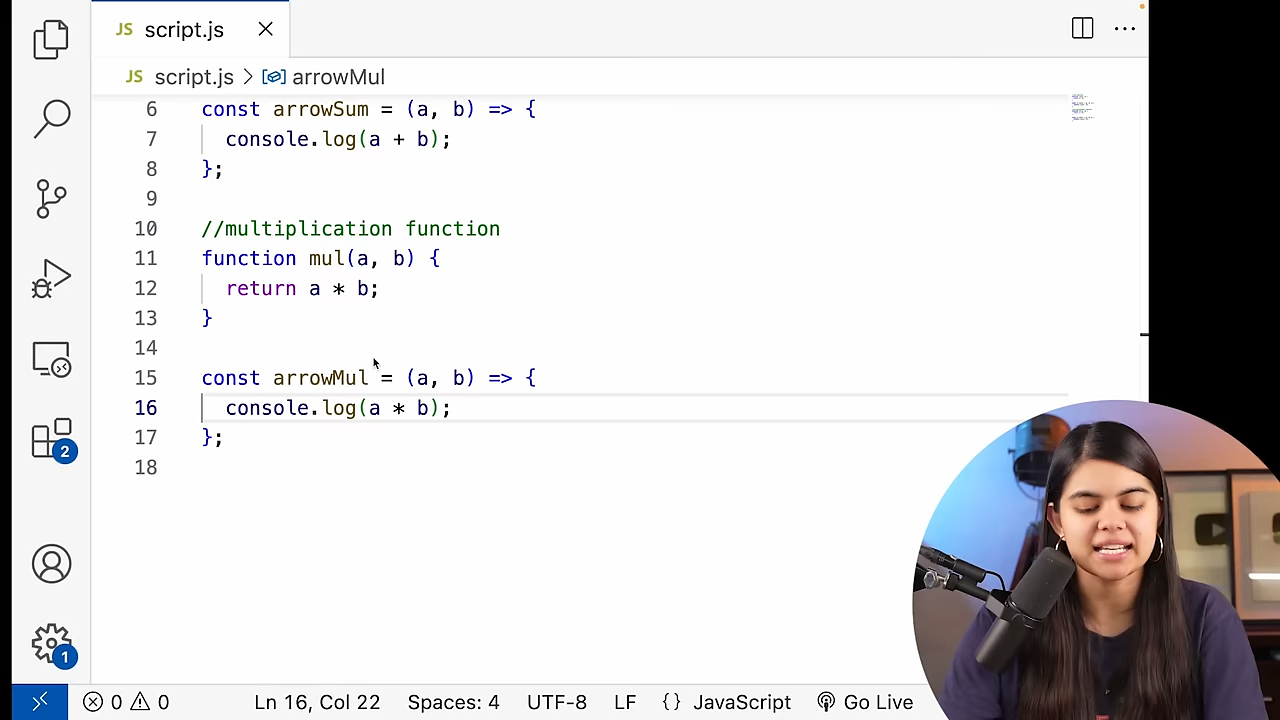 JS script.js
JS script.js > arrowMul
6 const arrowSum = (a, b) => {
7 console.log(a + b);
8 };
9
10 //multiplication function
11 function mul(a, b) {
12 return a * b;
13 }
14
15 const arrowMul = (a, b) => {
16 console.log(a * b);
17 };
18
2
1
0 0 Ln 16, Col 22 Spaces: 4 UTF-8 LF {} JavaScript Go Live